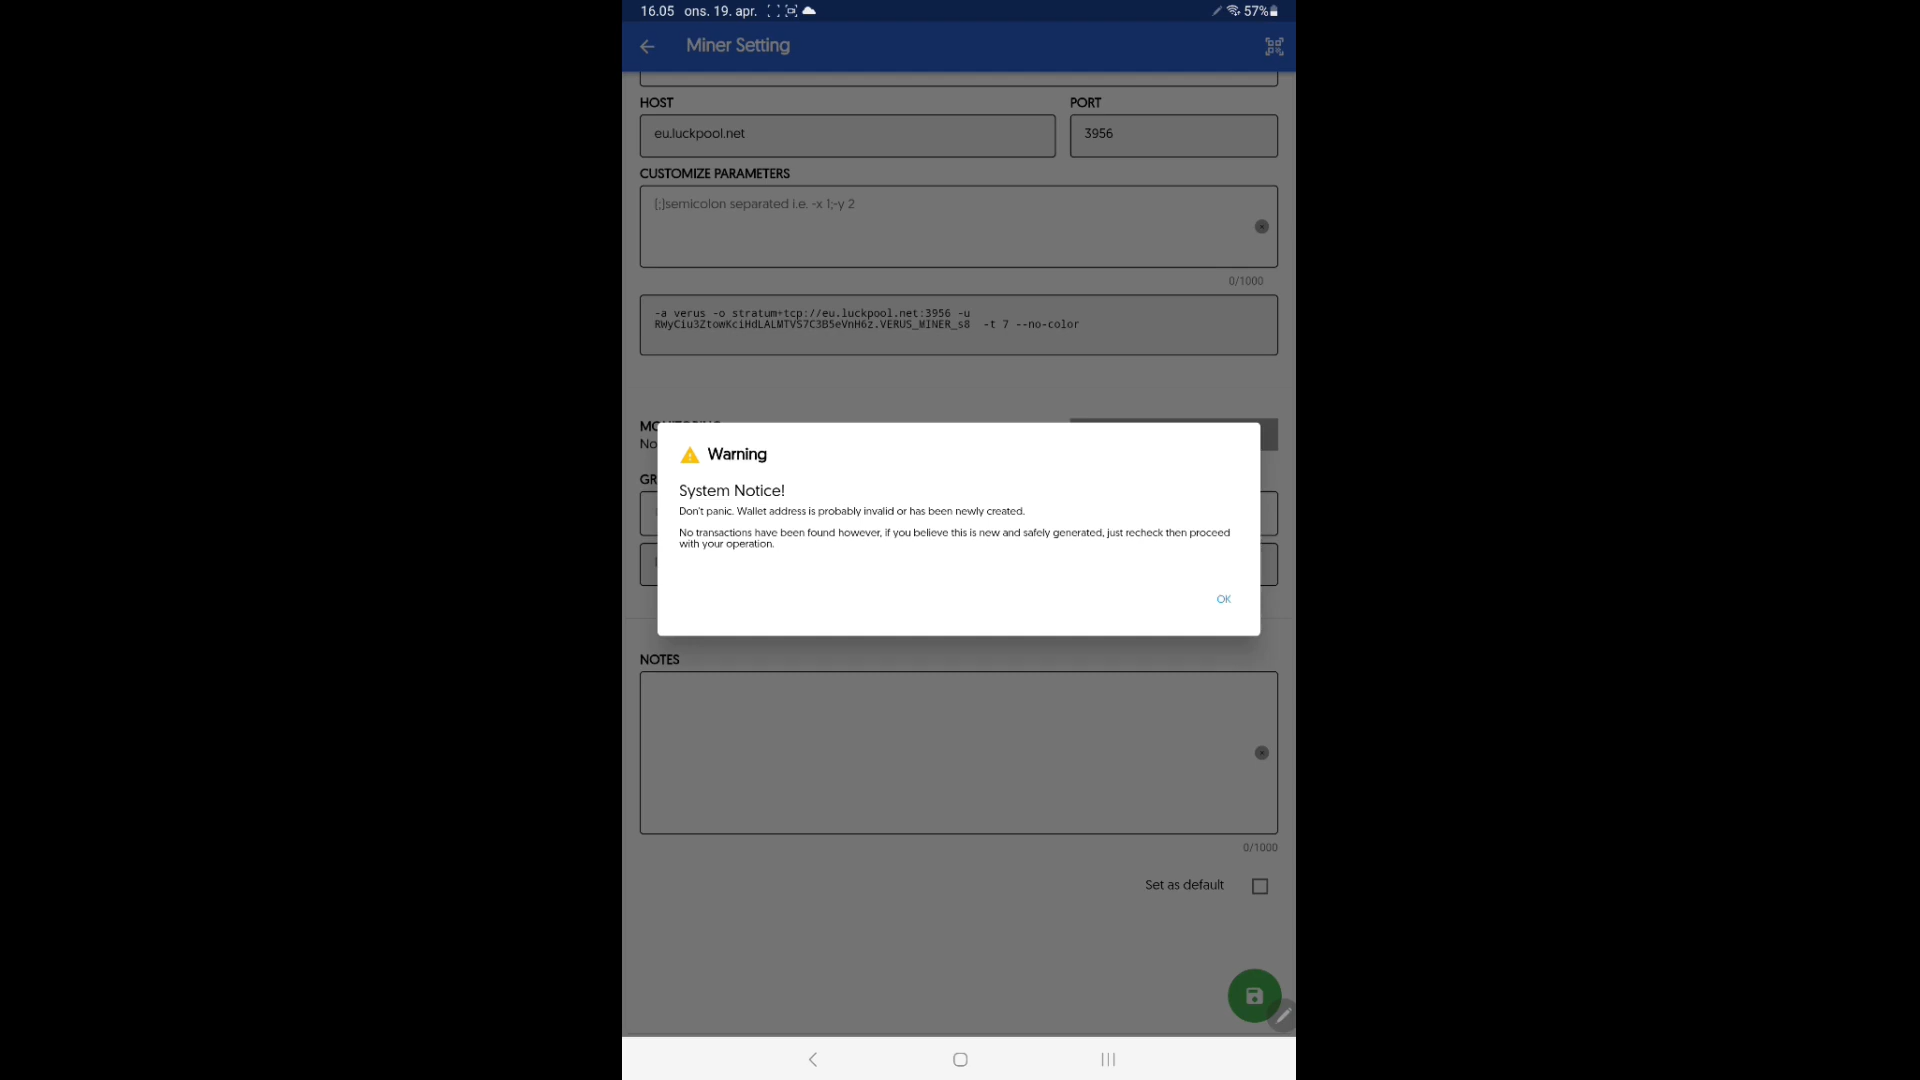 16.05 ons. 19. apr.
57%
Miner Setting
HOST
PORT
eu.luckpool.net
3956
CUSTOMIZE PARAMETERS
(;)semicolon separated i.e. -x 1;-y 2
0/1000
-a verus -o stratum+tcp://eu.luckpool.net:3956 -u
RWyCiu3ZtowKciHdLALMTVS7C3B5eVnH6z.VERUS_MINER_s8 -t 7 --no-color
No
GR
Warning
System Notice!
Don't panic. Wallet address is probably invalid or has been newly created.
No transactions have been found however, if you believe this is new and safely generated, just recheck then proceed
with your operation.
OK
NOTES
0/1000
Set as default